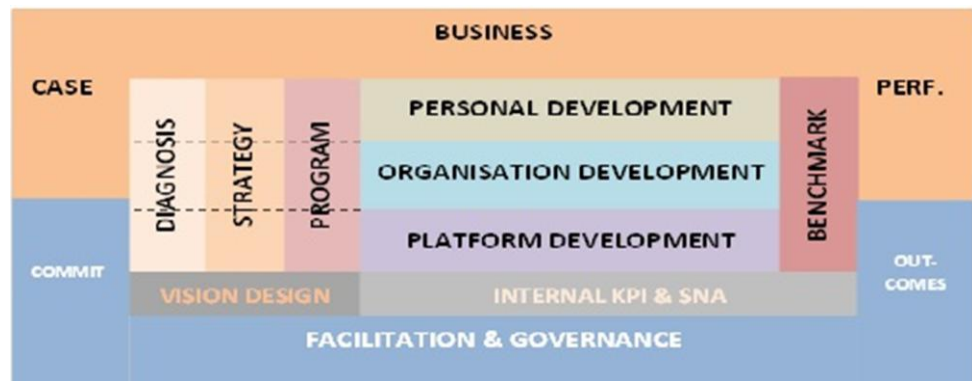 BUSINESS
CASE
PERF.
DIAGNOSIS
STRATEGY
PROGRAM
PERSONAL DEVELOPMENT
ORGANISATION DEVELOPMENT
PLATFORM DEVELOPMENT
BENCHMARK
COMMIT
OUT-
COMES
VISION DESIGN
INTERNAL KPI & SNA
FACILITATION & GOVERNANCE